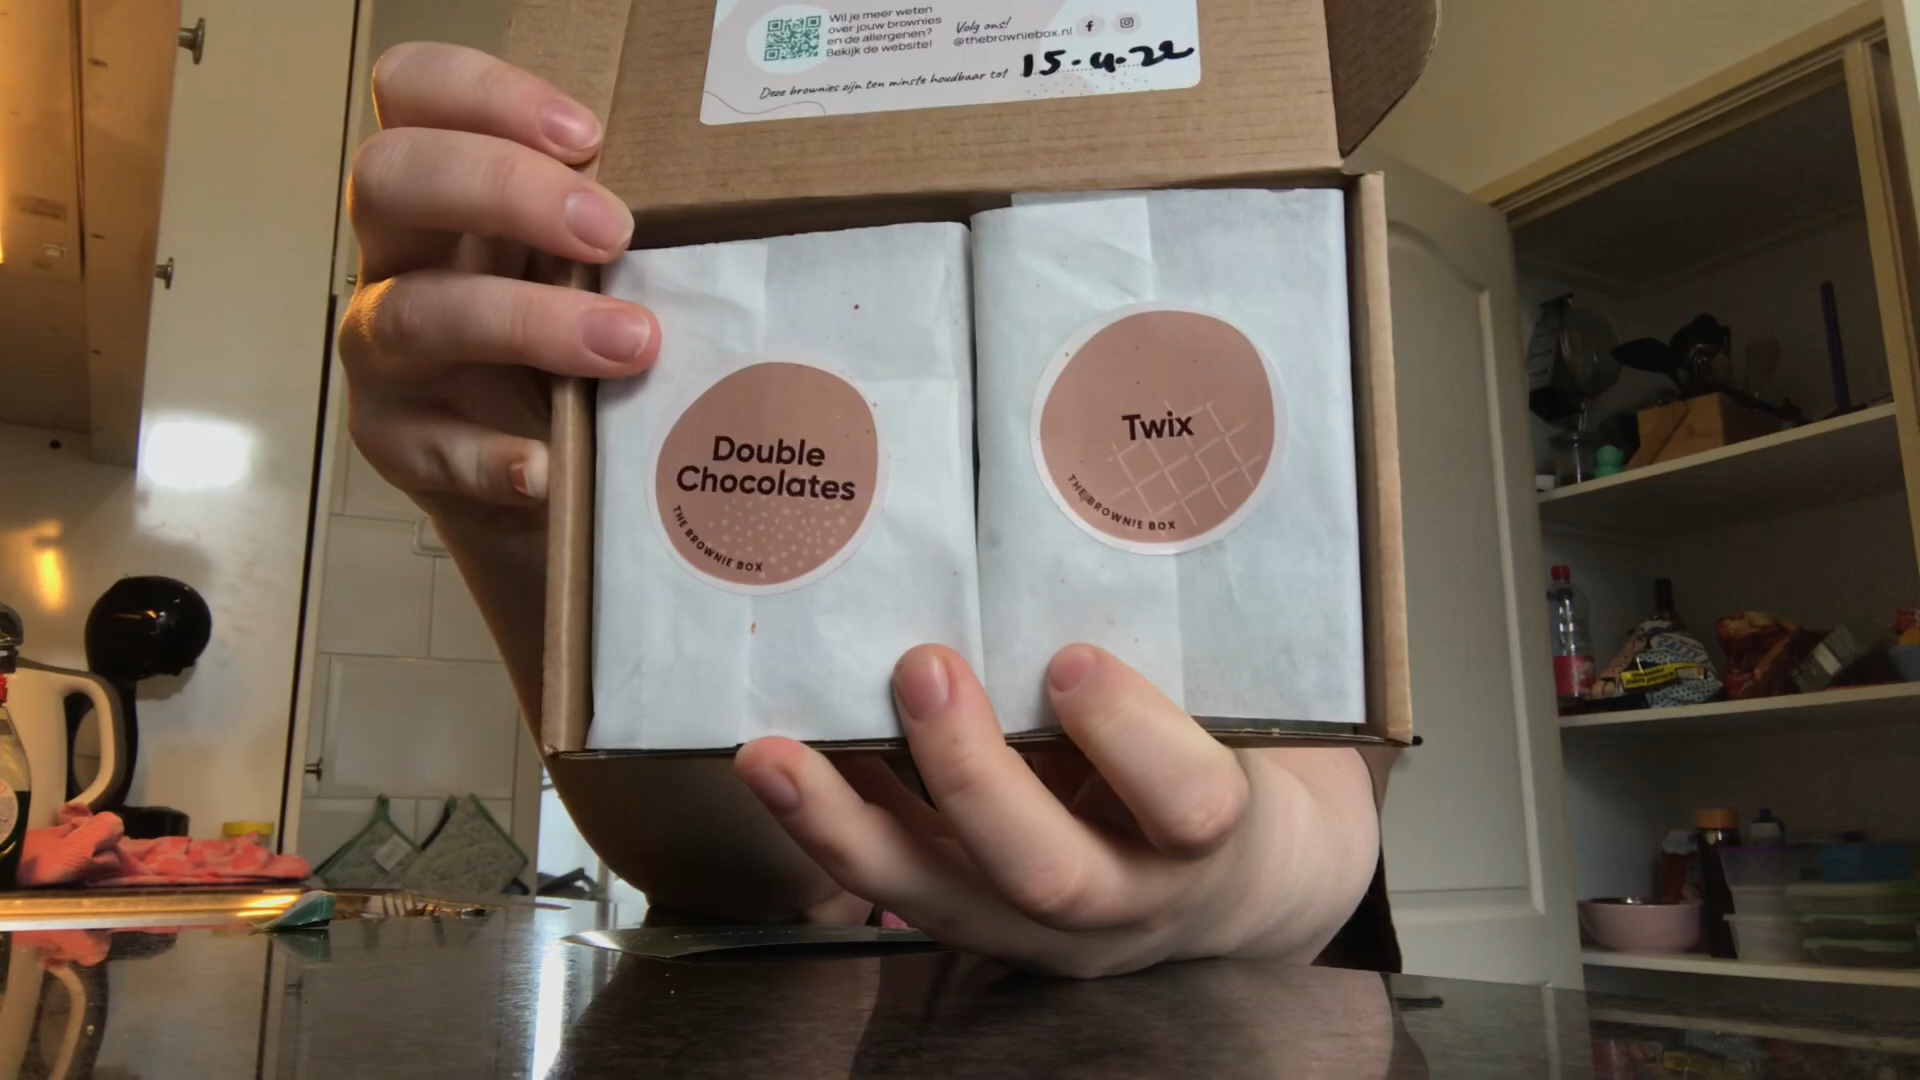 Wil je meer weten
over jouw brownies
en de allergenen?
Bekijk de website!
Volg ons!
@thebrowniebox.nl
Deze brownies zijn ten minste houdbaar tot 15-4-22
Double
Chocolates
THE BROWNIE BOX
Twix
THE BROWNIE BOX